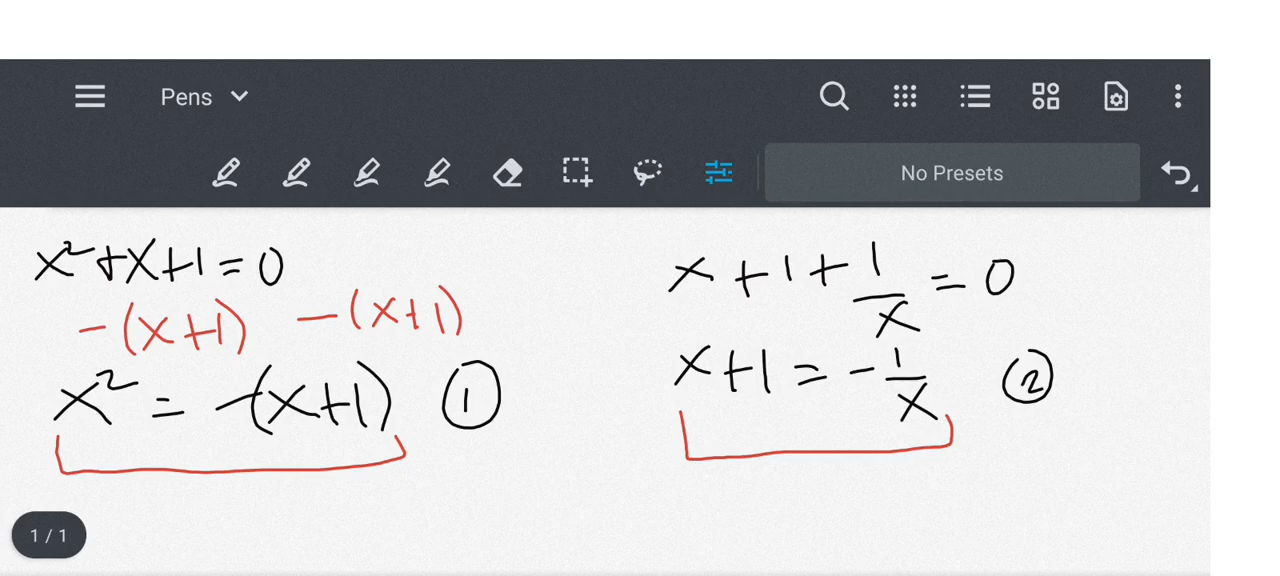 Pens
No Presets
x² + x + 1 = 0
-(x+1) -(x+1)
x² = -(x+1) ①
x + 1 + 1/x = 0
x + 1 = - 1/x ②
1 / 1